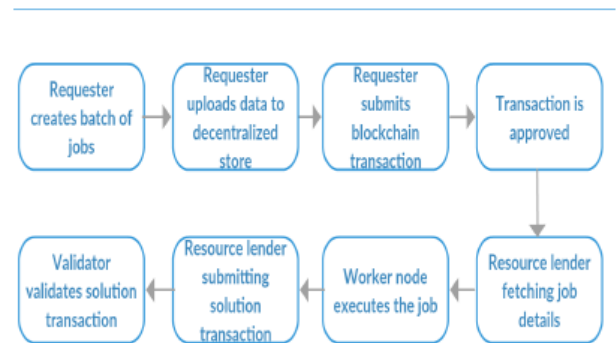 Requester
creates batch of
jobs
Requester
uploads data to
decentralized
store
Requester
submits
blockchain
transaction
Transaction is
approved
Resource lender
fetching job
details
Worker node
executes the job
Resource lender
submitting
solution
transaction
Validator
validates solution
transaction